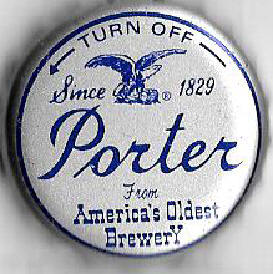 TURN OFF
Since ® 1829
Porter
From
America's Oldest
BrewerY